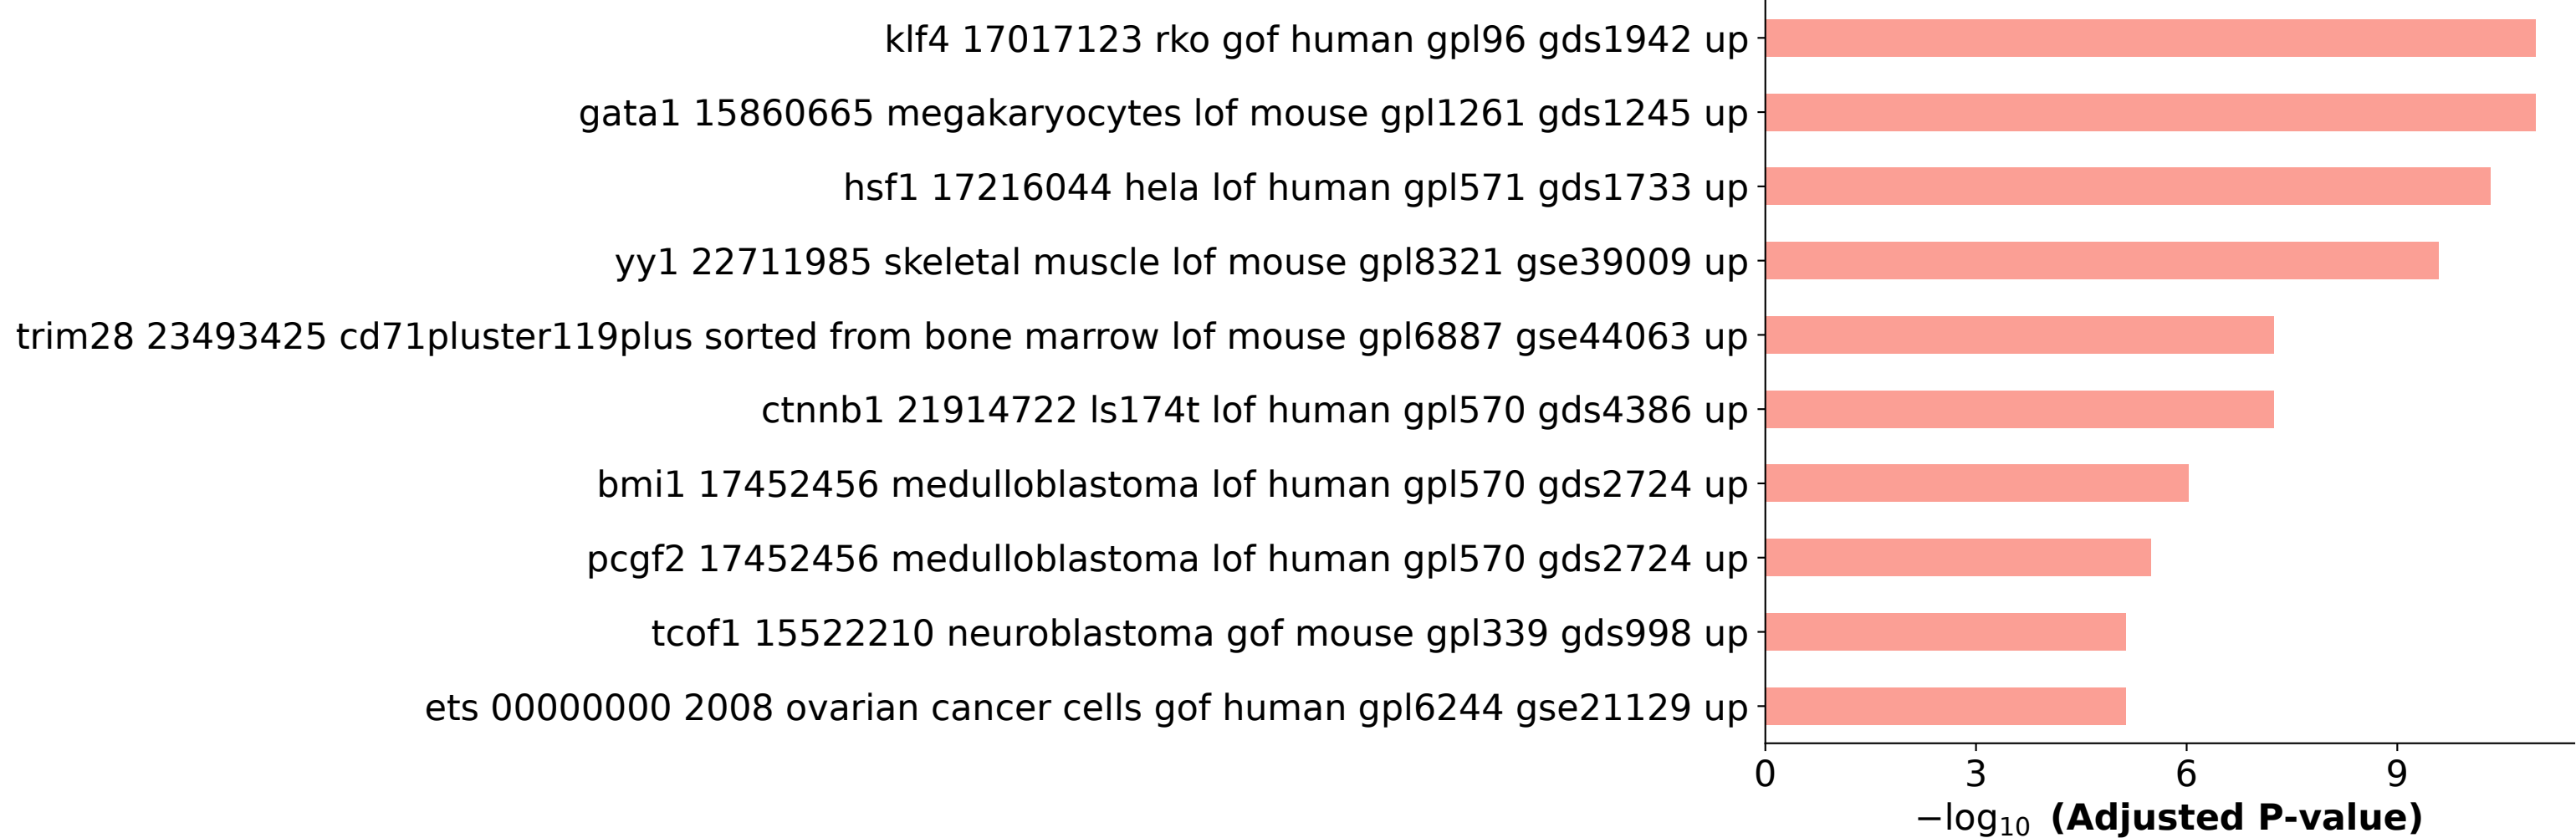 klf4 17017123 rko gof human gpl96 gds1942 up
gata1 15860665 megakaryocytes lof mouse gpl1261 gds1245 up
hsf1 17216044 hela lof human gpl571 gds1733 up
yy1 22711985 skeletal muscle lof mouse gpl8321 gse39009 up
trim28 23493425 cd71pluster119plus sorted from bone marrow lof mouse gpl6887 gse44063 up
ctnnb1 21914722 ls174t lof human gpl570 gds4386 up
bmi1 17452456 medulloblastoma lof human gpl570 gds2724 up
pcgf2 17452456 medulloblastoma lof human gpl570 gds2724 up
tcof1 15522210 neuroblastoma gof mouse gpl339 gds998 up
ets 00000000 2008 ovarian cancer cells gof human gpl6244 gse21129 up
0 3 6 9
−log₁₀ (Adjusted P-value)